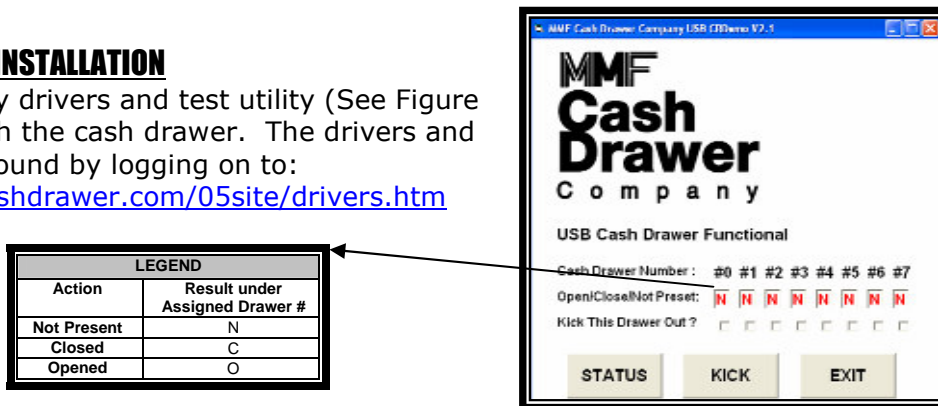 INSTALLATION
y drivers and test utility (See Figure
h the cash drawer. The drivers and
ound by logging on to:
shdrawer.com/05site/drivers.htm
LEGEND
Action Result under Assigned Drawer #
Not Present N
Closed C
Opened O
MMF Cash Drawer Company USB CRDemo V2.1
MMF
Cash
Drawer
Company
USB Cash Drawer Functional
Cash Drawer Number: #0 #1 #2 #3 #4 #5 #6 #7
Open/Close/Not Preset: N N N N N N N N
Kick This Drawer Out ?
STATUS KICK EXIT